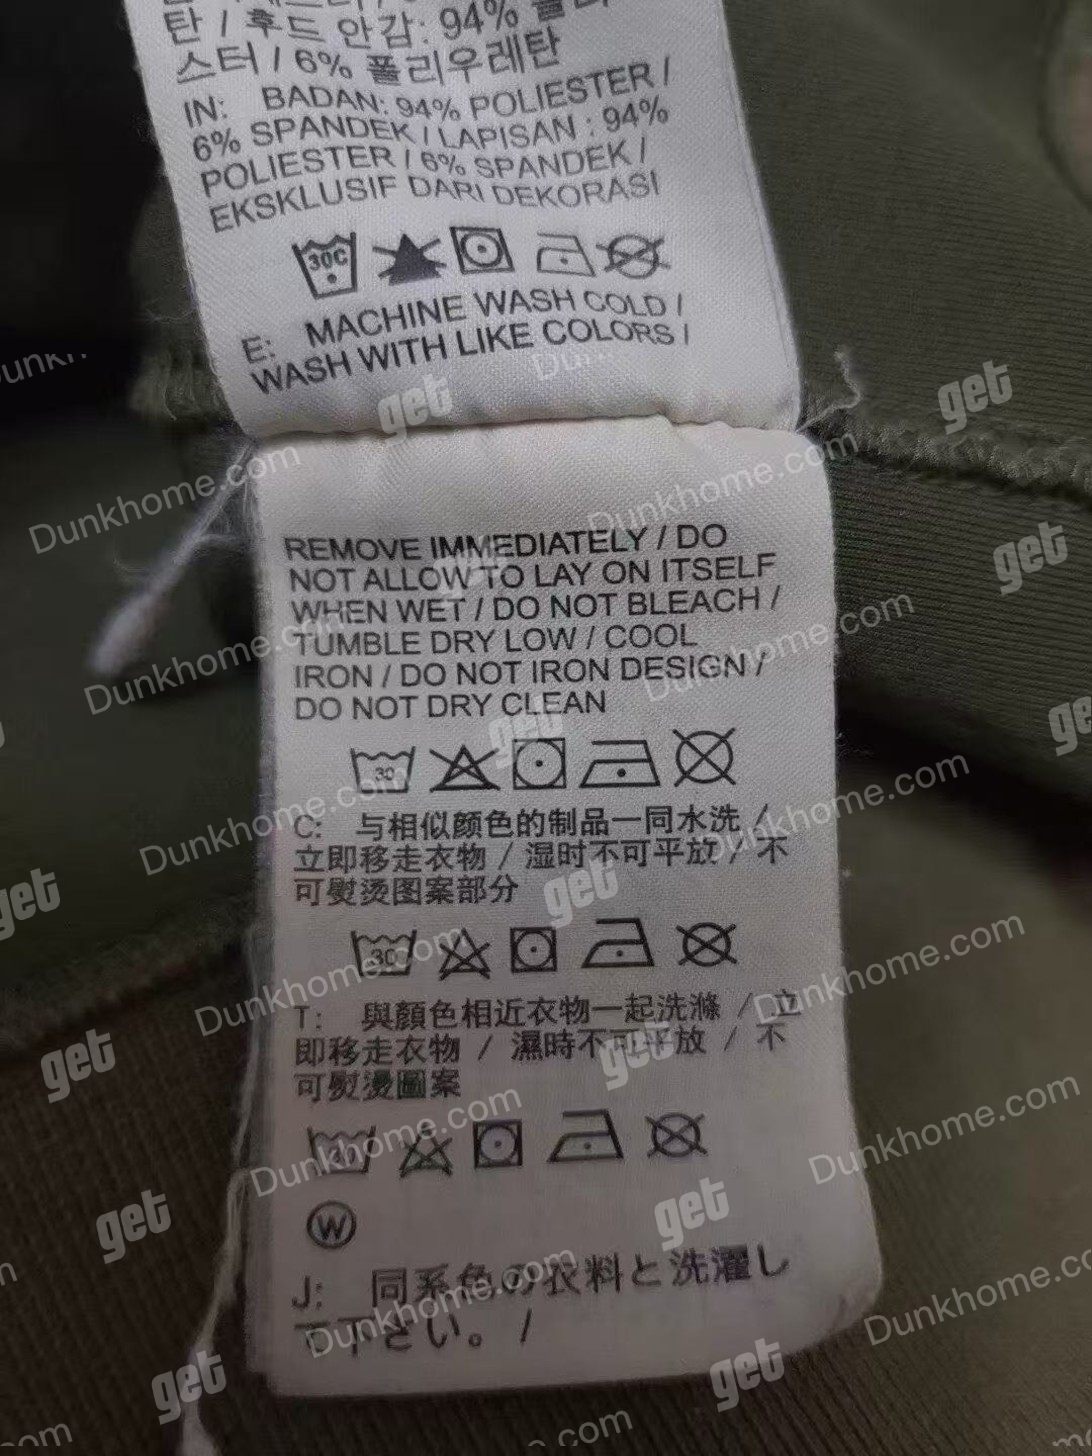 탄 / 후드 안감: 94% 폴리
스터 / 6% 폴리우레탄
IN: BADAN: 94% POLIESTER /
6% SPANDEK / LAPISAN : 94%
POLIESTER / 6% SPANDEK /
EKSKLUSIF DARI DEKORASI
30C
E: MACHINE WASH COLD /
WASH WITH LIKE COLORS /
REMOVE IMMEDIATELY / DO
NOT ALLOW TO LAY ON ITSELF
WHEN WET / DO NOT BLEACH /
TUMBLE DRY LOW / COOL
IRON / DO NOT IRON DESIGN /
DO NOT DRY CLEAN
30
C: 与相似颜色的制品一同水洗 /
立即移走衣物 / 湿时不可平放 / 不
可熨烫图案部分
30
T: 與顏色相近衣物一起洗滌 / 立
即移走衣物 / 濕時不可平放 / 不
可熨燙圖案
W
J: 同系色の衣料と洗濯し
て下さい。 /
Dunkhome.com
get